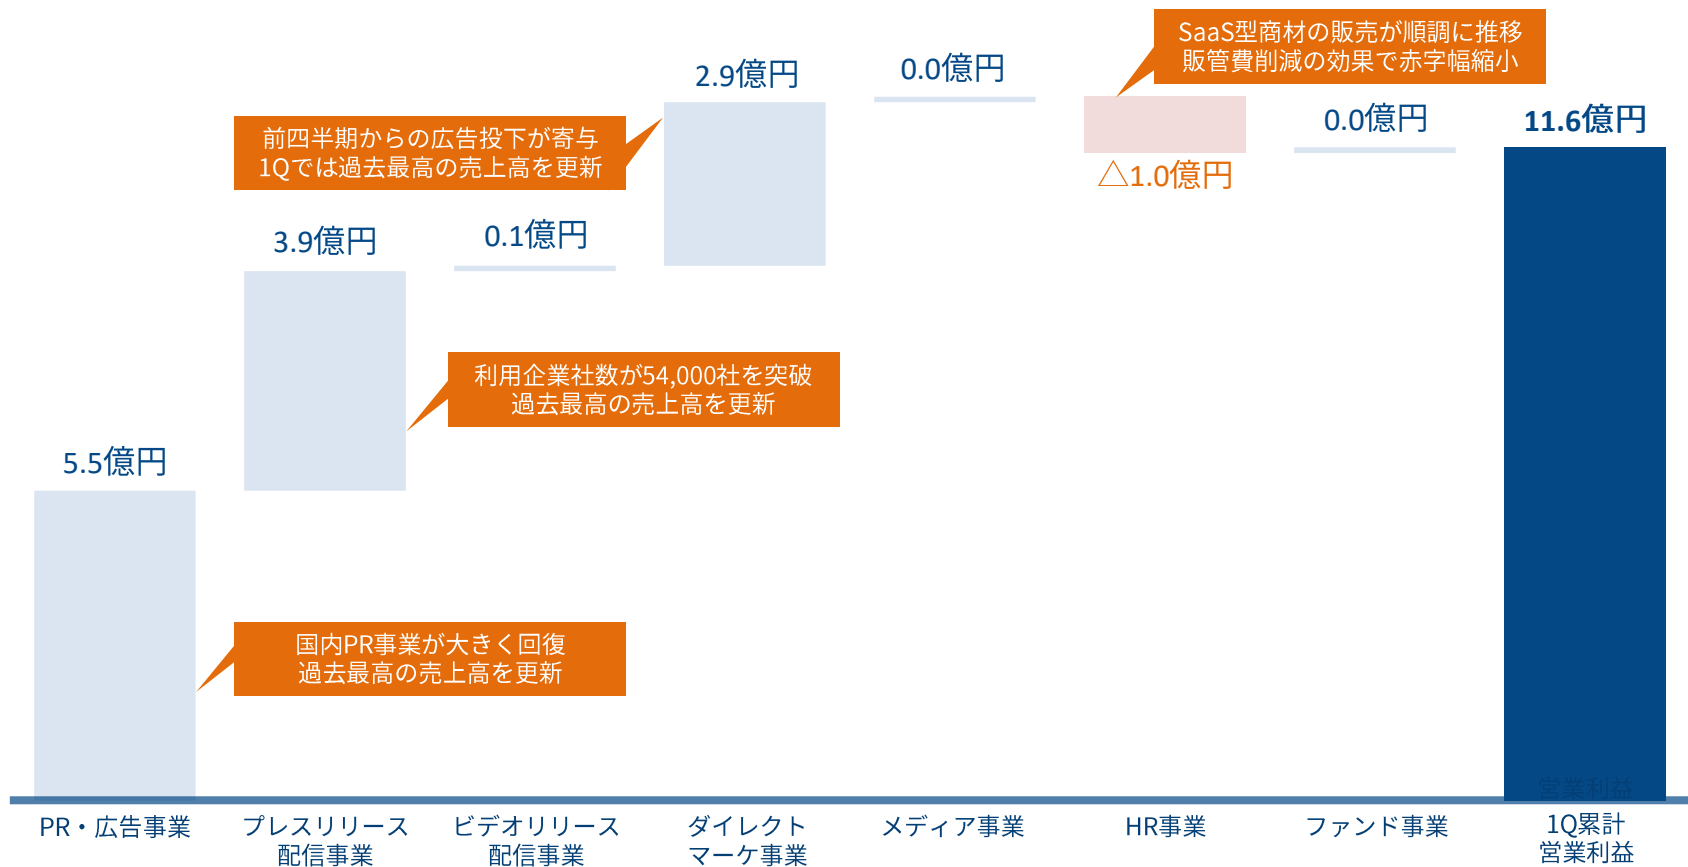 SaaS型商材の販売が順調に推移
販管費削減の効果で赤字幅縮小
2.9億円
0.0億円
0.0億円
11.6億円
前四半期からの広告投下が寄与
1Qでは過去最高の売上高を更新
△1.0億円
3.9億円
0.1億円
利用企業社数が54,000社を突破
過去最高の売上高を更新
5.5億円
国内PR事業が大きく回復
過去最高の売上高を更新
営業利益
PR・広告事業
プレスリリース
配信事業
ビデオリリース
配信事業
ダイレクト
マーケ事業
メディア事業
HR事業
ファンド事業
1Q累計
営業利益